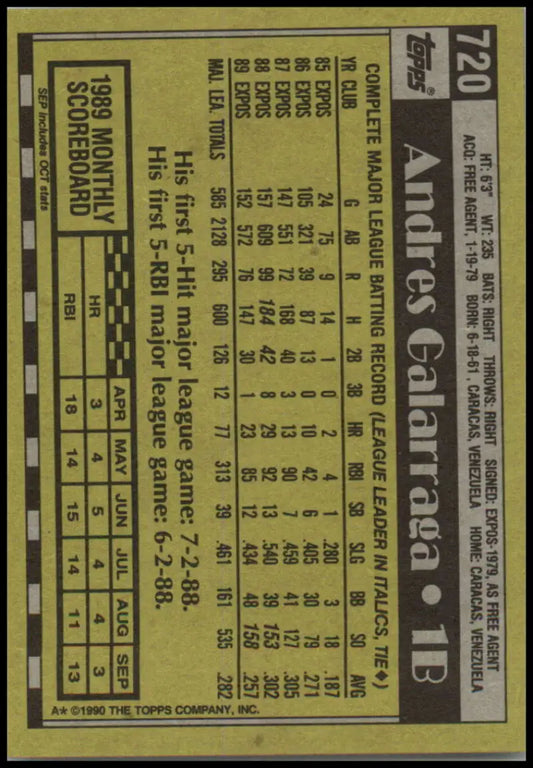 720
HT: 6'3" WT: 235 BATS: RIGHT THROWS: RIGHT SIGNED: EXPOS-1979, AS FREE AGENT
ACQ: FREE AGENT, 1-19-79 BORN: 6-18-61, CARACAS, VENEZUELA HOME: CARACAS, VENEZUELA
topps®
Andres Galarraga • 1B
COMPLETE MAJOR LEAGUE BATTING RECORD (LEAGUE LEADER IN ITALICS, TIE♦)
YR CLUB G AB R H 2B 3B HR RBI SB SLG BB SO AVG
85 EXPOS 24 75 9 14 1 0 2 4 1 .280 3 18 .187
86 EXPOS 105 321 39 87 13 0 10 42 6 .405 30 79 .271
87 EXPOS 147 551 72 168 40 3 13 90 7 .459 41 127 .305
88 EXPOS 157 609 99 184 42 8 29 92 13 .540 39 153 .302
89 EXPOS 152 572 76 147 30 1 23 85 12 .434 48 158 .257
MAJ. LEA. TOTALS 585 2128 295 600 126 12 77 313 39 .461 161 535 .282
His first 5-Hit major league game: 7-2-88.
His first 5-RBI major league game: 6-2-88.
1989 MONTHLY
SCOREBOARD
APR MAY JUN JUL AUG SEP
HR 3 4 5 4 4 3
RBI 18 14 15 14 11 13
SEP includes OCT stats
A* ©1990 THE TOPPS COMPANY, INC.